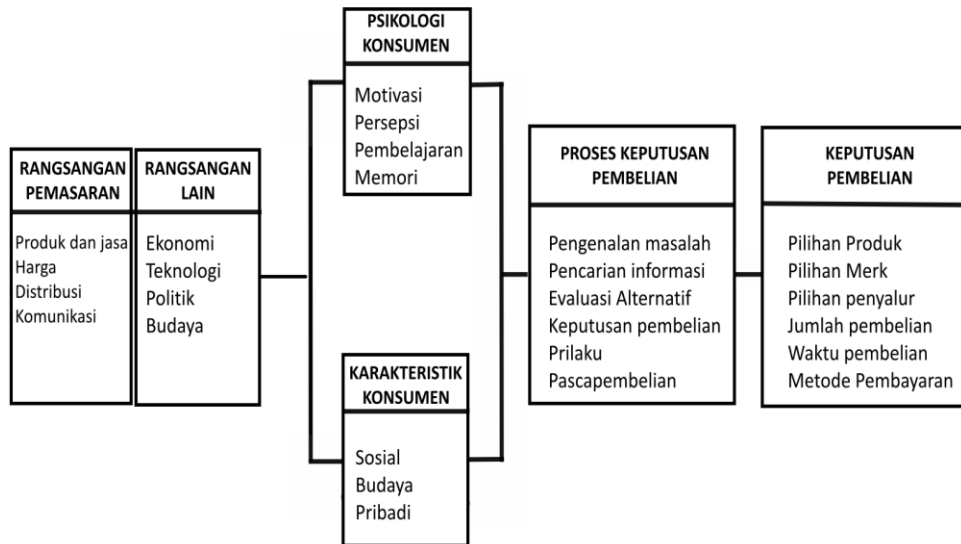 RANGSANGAN
PEMASARAN
Produk dan jasa
Harga
Distribusi
Komunikasi
RANGSANGAN
LAIN
Ekonomi
Teknologi
Politik
Budaya
PSIKOLOGI
KONSUMEN
Motivasi
Persepsi
Pembelajaran
Memori
KARAKTERISTIK
KONSUMEN
Sosial
Budaya
Pribadi
PROSES KEPUTUSAN
PEMBELIAN
Pengenalan masalah
Pencarian informasi
Evaluasi Alternatif
Keputusan pembelian
Prilaku
Pascapembelian
KEPUTUSAN
PEMBELIAN
Pilihan Produk
Pilihan Merk
Pilihan penyalur
Jumlah pembelian
Waktu pembelian
Metode Pembayaran